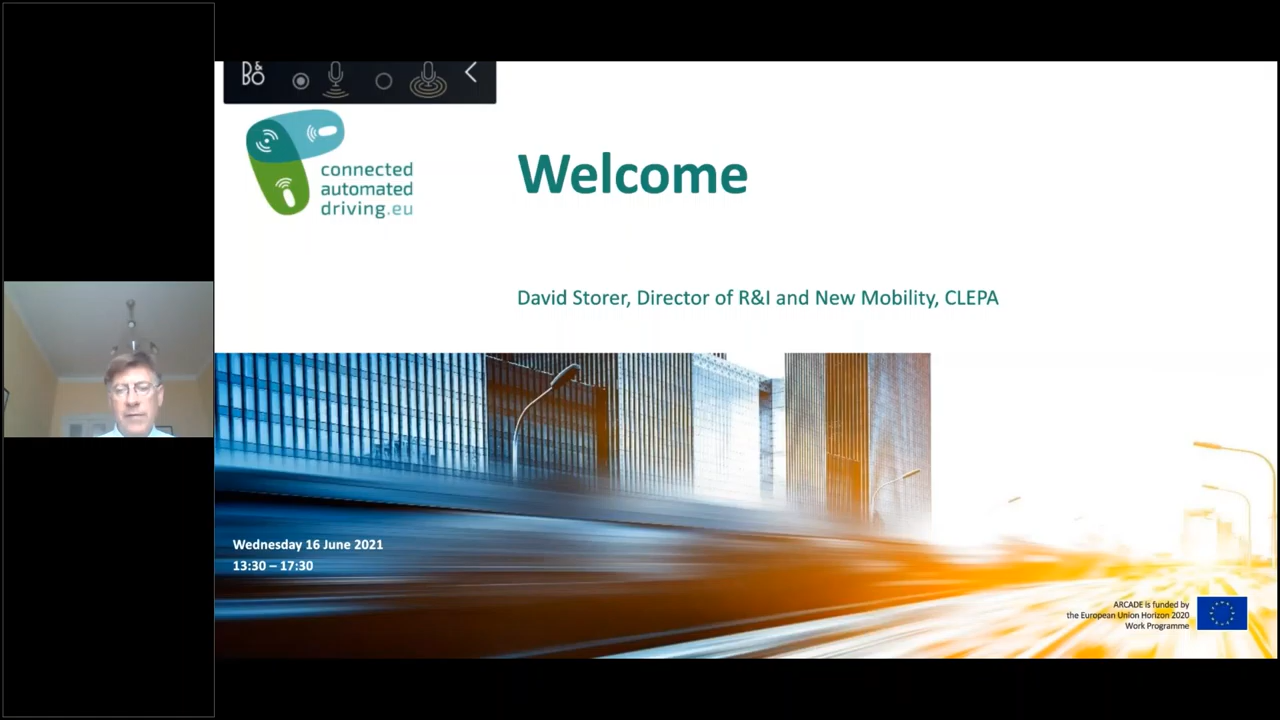 B&
BO
connected
automated
driving.eu
Welcome
David Storer, Director of R&I and New Mobility, CLEPA
Wednesday 16 June 2021
13:30 – 17:30
ARCADE is funded by
the European Union Horizon 2020
Work Programme